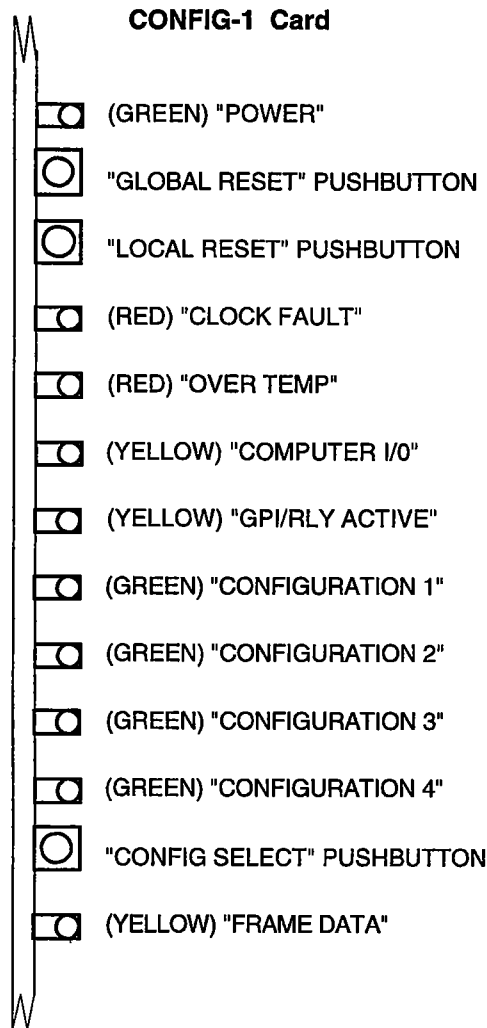 CONFIG-1 Card
(GREEN) "POWER"
"GLOBAL RESET" PUSHBUTTON
"LOCAL RESET" PUSHBUTTON
(RED) "CLOCK FAULT"
(RED) "OVER TEMP"
(YELLOW) "COMPUTER I/0"
(YELLOW) "GPI/RLY ACTIVE"
(GREEN) "CONFIGURATION 1"
(GREEN) "CONFIGURATION 2"
(GREEN) "CONFIGURATION 3"
(GREEN) "CONFIGURATION 4"
"CONFIG SELECT" PUSHBUTTON
(YELLOW) "FRAME DATA"